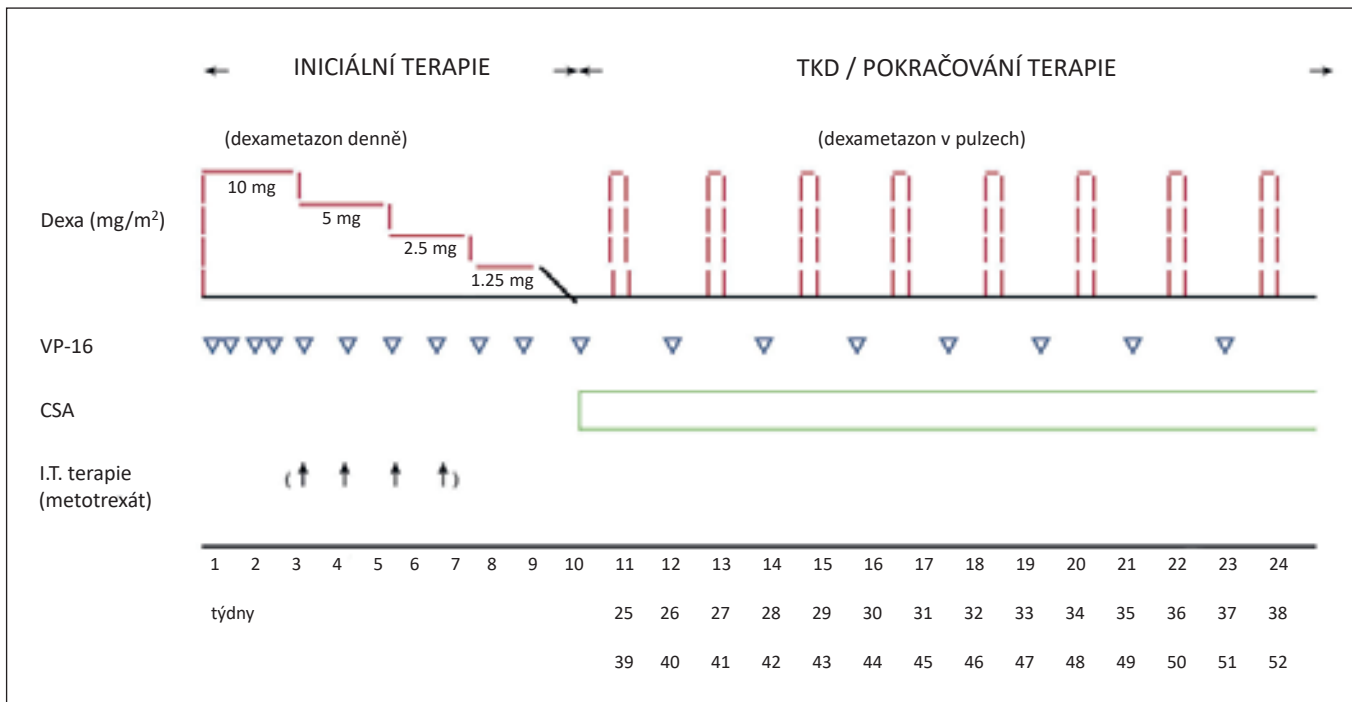 INICIÁLNÍ TERAPIE
TKD / POKRAČOVÁNÍ TERAPIE
(dexametazon denně)
(dexametazon v pulzech)
Dexa (mg/m²)
10 mg
5 mg
2.5 mg
1.25 mg
VP-16
CSA
I.T. terapie
(metotrexát)
( )
1 2 3 4 5 6 7 8 9 10 11 12 13 14 15 16 17 18 19 20 21 22 23 24
týdny 25 26 27 28 29 30 31 32 33 34 35 36 37 38
39 40 41 42 43 44 45 46 47 48 49 50 51 52